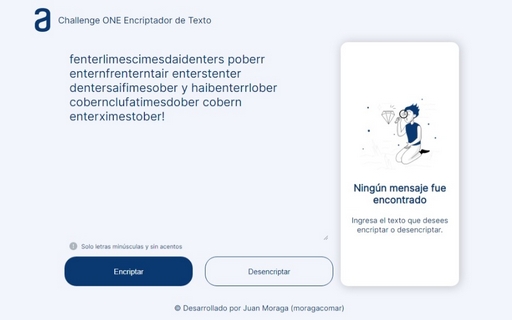 a Challenge ONE Encriptador de Texto
fenterlimescimesdaidenters poberr
enternfrenterntair enterstenter
dentersaifimesober y haibenterrlober
cobernclufatimesdober cobern
enterximestober!
Solo letras minúsculas y sin acentos
Encriptar
Desencriptar
Ningún mensaje fue
encontrado
Ingresa el texto que desees
encriptar o desencriptar.
© Desarrollado por Juan Moraga (moragacomar)